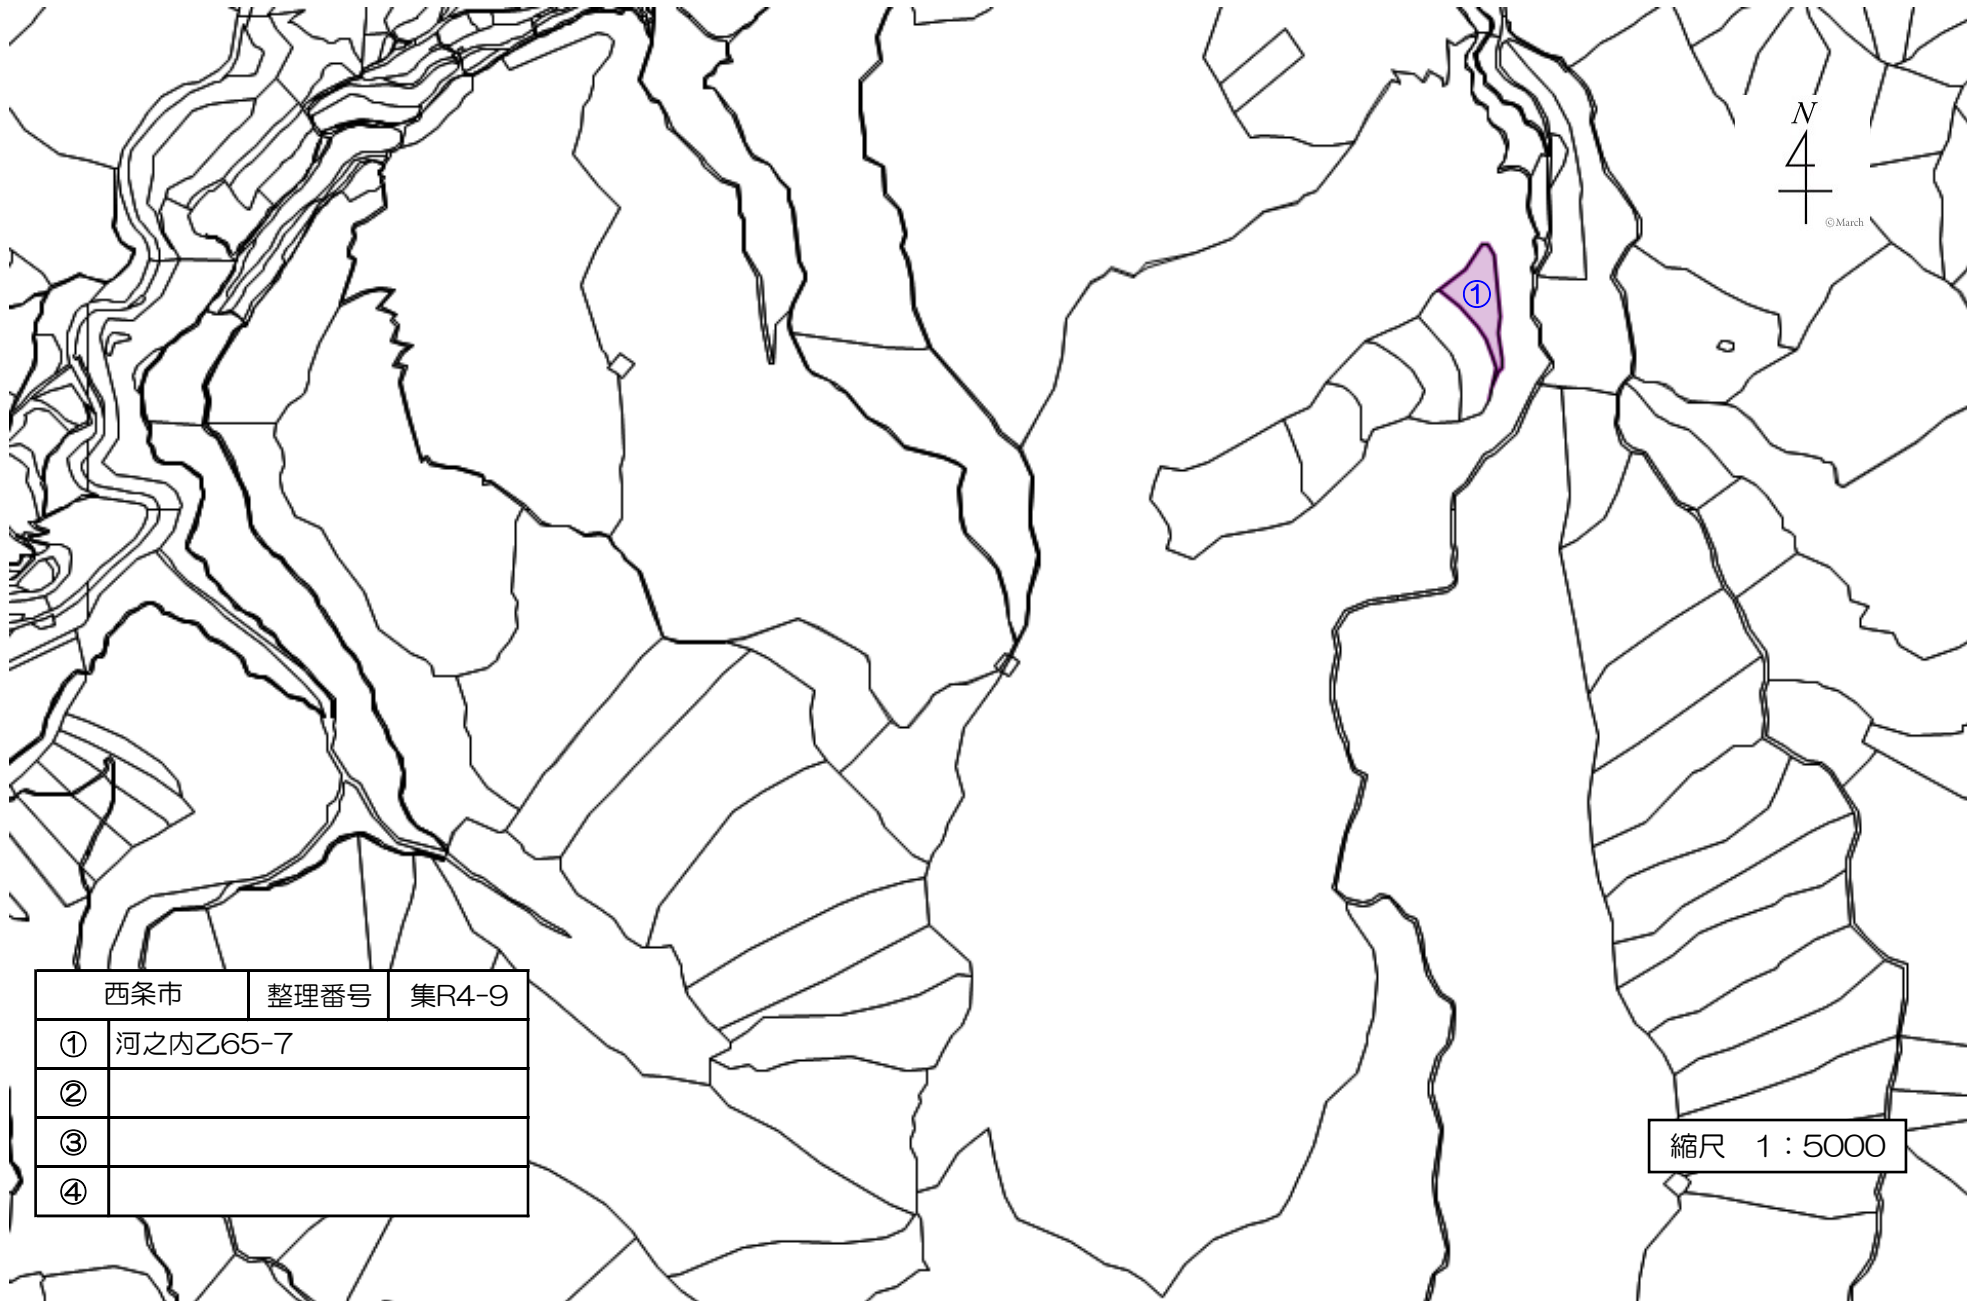 N
©March
①
西条市 整理番号 集R4-9
① 河之内乙65-7
②
③
④
縮尺 1:5000